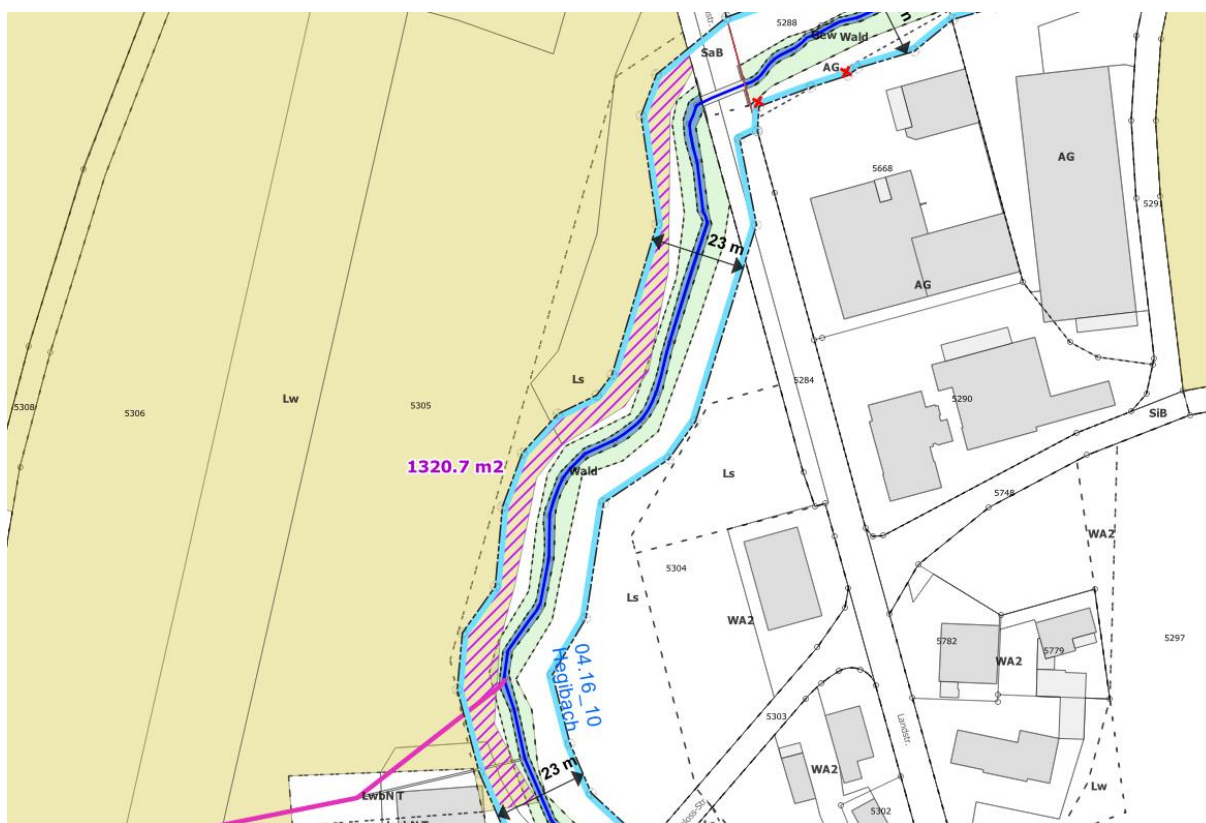 5288
Wald
SaB
AG
AG
5668
5291
23 m
AG
Ls
5284
Lw
5308
5306
5305
5290
SiB
1320.7 m2
Wald
Ls
5748
WA2
5304
Ls
WA2
5782
5779
5297
WA2
04.16_10
Hegibach
5303
Landstr.
23 m
WA2
LwbN T
Lw
5302